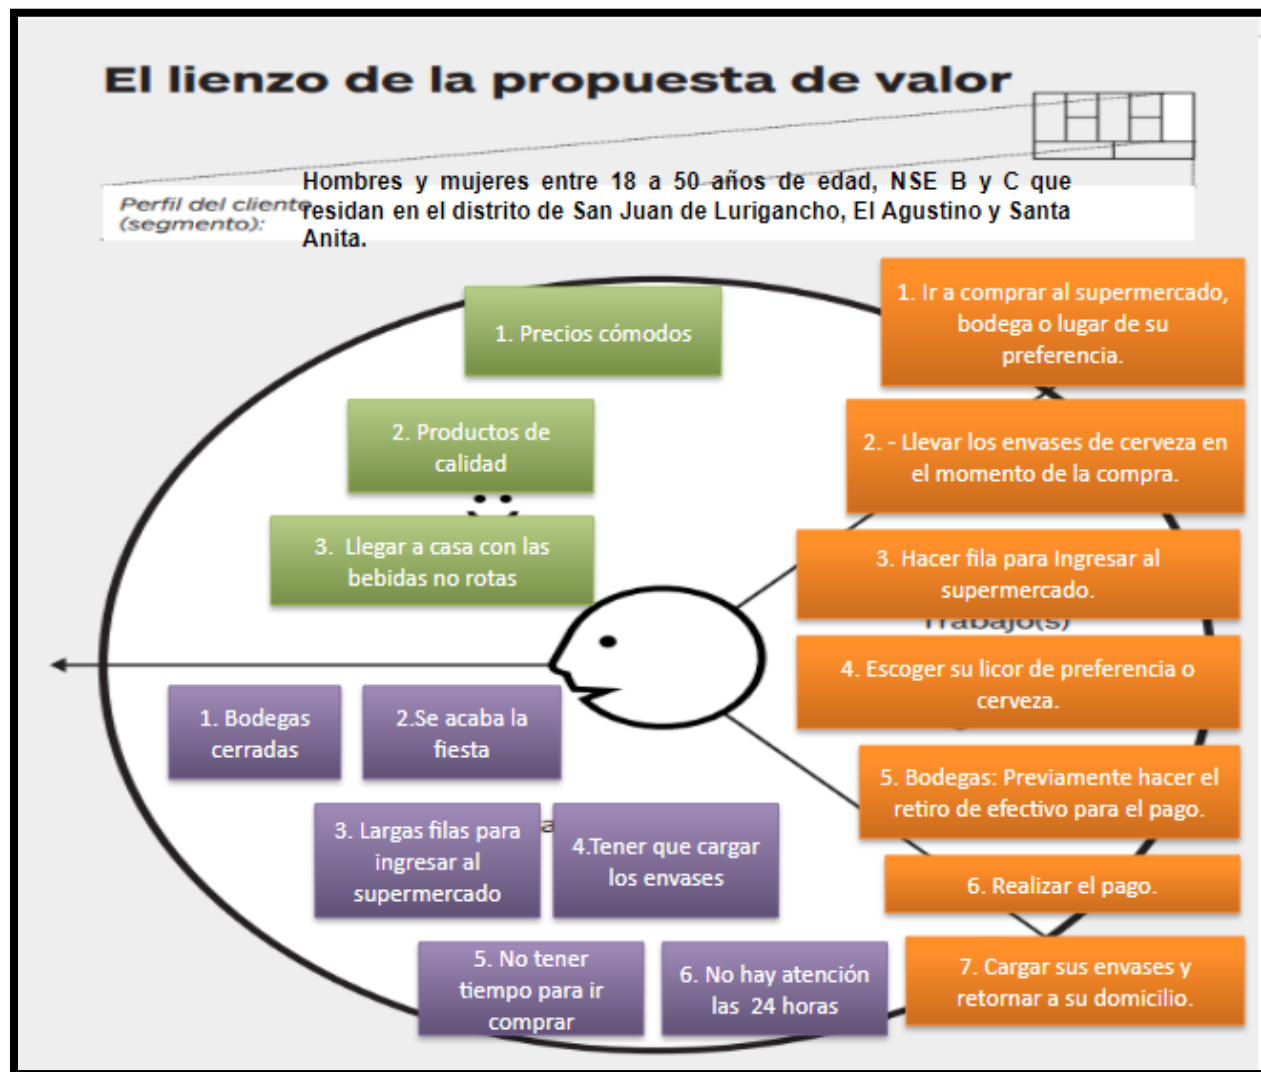 El lienzo de la propuesta de valor
Perfil del cliente
(segmento):
Hombres y mujeres entre 18 a 50 años de edad, NSE B y C que
residan en el distrito de San Juan de Lurigancho, El Agustino y Santa
Anita.
1. Precios cómodos
2. Productos de
calidad
3. Llegar a casa con las
bebidas no rotas
1. Ir a comprar al supermercado,
bodega o lugar de su
preferencia.
2. - Llevar los envases de cerveza en
el momento de la compra.
3. Hacer fila para Ingresar al
supermercado.
Trabajo(s)
4. Escoger su licor de preferencia o
cerveza.
5. Bodegas: Previamente hacer el
retiro de efectivo para el pago.
6. Realizar el pago.
7. Cargar sus envases y
retornar a su domicilio.
1. Bodegas
cerradas
2.Se acaba la
fiesta
3. Largas filas para
ingresar al
supermercado
4.Tener que cargar
los envases
5. No tener
tiempo para ir
comprar
6. No hay atención
las 24 horas